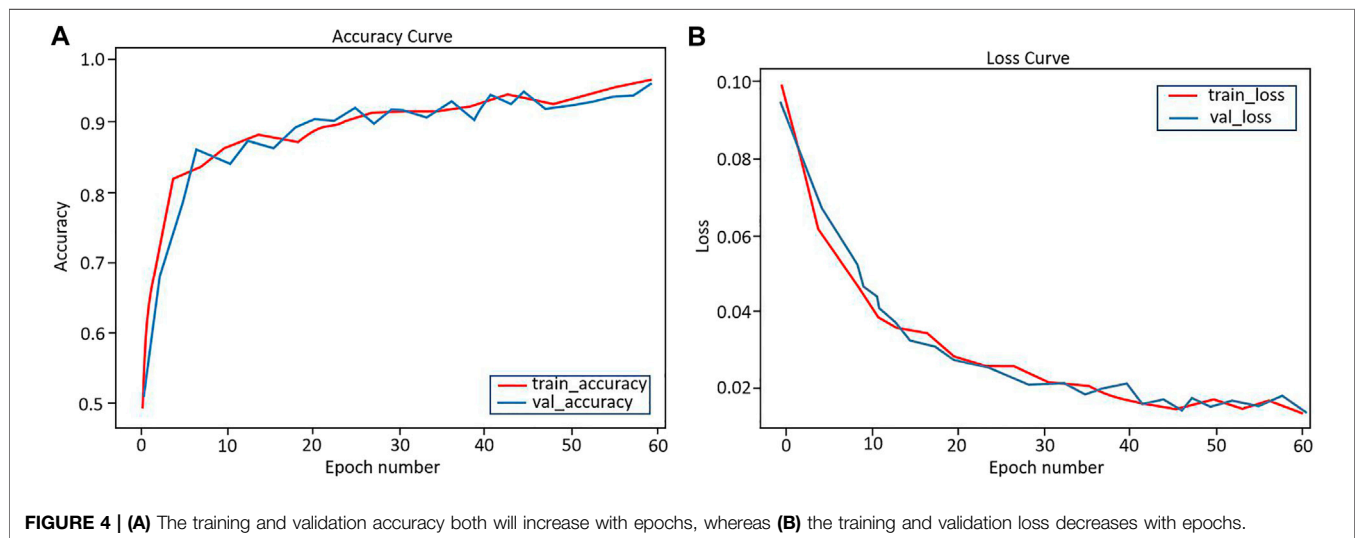 A
Accuracy Curve
1.0
0.9
0.8
0.7
0.6
0.5
Accuracy
train_accuracy
val_accuracy
0 10 20 30 40 50 60
Epoch number
B
Loss Curve
0.10
0.08
0.06
0.04
0.02
Loss
train_loss
val_loss
0 10 20 30 40 50 60
Epoch number
FIGURE 4 | (A) The training and validation accuracy both will increase with epochs, whereas (B) the training and validation loss decreases with epochs.